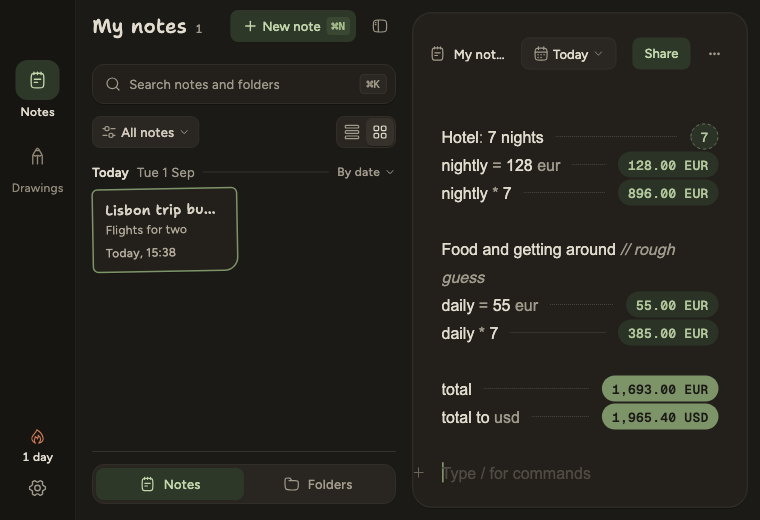 Notes
Drawings
1 day
My notes 1
New note ⌘N
Search notes and folders ⌘K
All notes
Today Tue 1 Sep By date
Lisbon trip bu...
Flights for two
Today, 15:38
Notes
Folders
My not...
Today
Share
Hotel: 7 nights 7
nightly = 128 eur 128.00 EUR
nightly * 7 896.00 EUR
Food and getting around // rough
guess
daily = 55 eur 55.00 EUR
daily * 7 385.00 EUR
total 1,693.00 EUR
total to usd 1,965.40 USD
Type / for commands